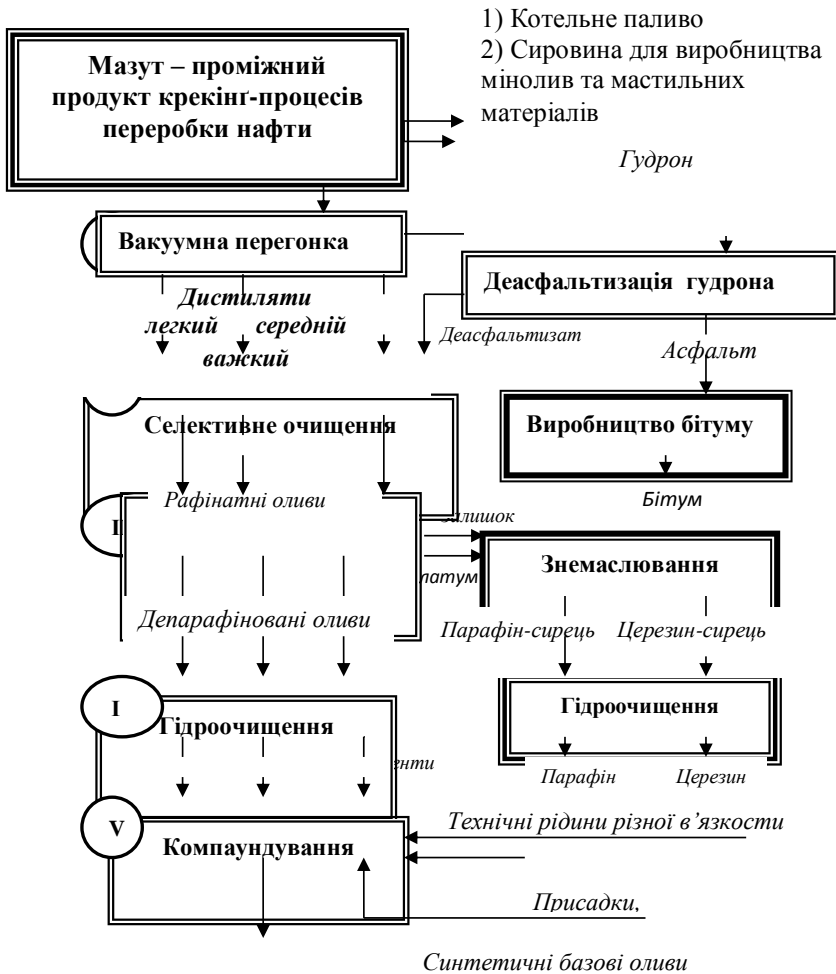 1) Котельне паливо
2) Сировина для виробництва
мінолив та мастильних
матеріалів
Мазут – проміжний
продукт крекінг-процесів
переробки нафти
Гудрон
Вакуумна перегонка
Деасфальтизація гудрона
Дистиляти
легкий середній
важкий
Деасфальтизат
Асфальт
Селективне очищення
Виробництво бітуму
Рафінатні оливи
Бітум
латум
Знемаслювання
Депарафіновані оливи
Парафін-сирець Церезин-сирець
I
Гідроочищення
Гідроочищення
енти
Парафін Церезин
V
Компаундування
Технічні рідини різної в’язкости
Присадки,
Синтетичні базові оливи